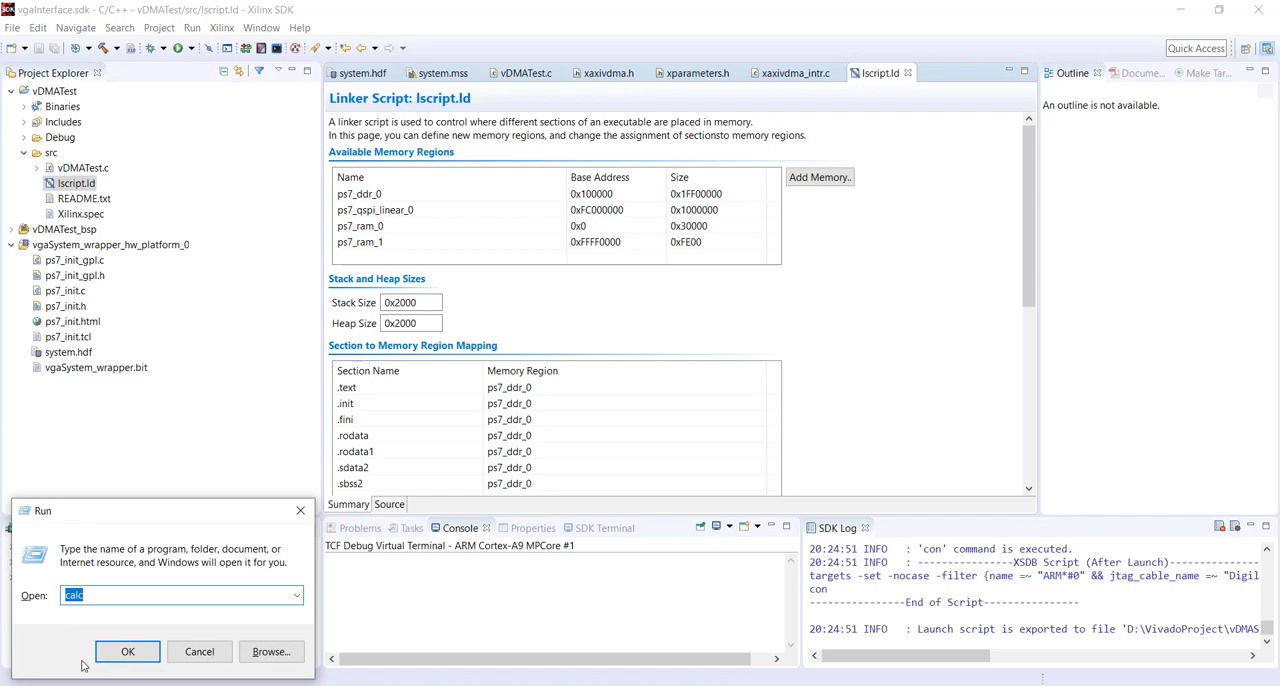 vgaInterface.sdk - C/C++ - vDMATest/src/lscript.ld - Xilinx SDK
File Edit Navigate Search Project Run Xilinx Window Help
Quick Access
Project Explorer
vDMATest
Binaries
Includes
Debug
src
vDMATest.c
lscript.ld
README.txt
Xilinx.spec
vDMATest_bsp
vgaSystem_wrapper_hw_platform_0
ps7_init_gpl.c
ps7_init_gpl.h
ps7_init.c
ps7_init.h
ps7_init.html
ps7_init.tcl
system.hdf
vgaSystem_wrapper.bit
system.hdf system.mss vDMATest.c xaxivdma.h xparameters.h xaxivdma_intr.c lscript.ld
Linker Script: lscript.ld
A linker script is used to control where different sections of an executable are placed in memory.
In this page, you can define new memory regions, and change the assignment of sectionsto memory regions.
Available Memory Regions
Name Base Address Size
ps7_ddr_0 0x100000 0x1FF00000
ps7_qspi_linear_0 0xFC000000 0x1000000
ps7_ram_0 0x0 0x30000
ps7_ram_1 0xFFFF0000 0xFE00
Add Memory..
Stack and Heap Sizes
Stack Size 0x2000
Heap Size 0x2000
Section to Memory Region Mapping
Section Name Memory Region
.text ps7_ddr_0
.init ps7_ddr_0
.fini ps7_ddr_0
.rodata ps7_ddr_0
.rodata1 ps7_ddr_0
.sdata2 ps7_ddr_0
.sbss2 ps7_ddr_0
Summary Source
Outline Docume... Make Tar...
An outline is not available.
Run
Type the name of a program, folder, document, or
Internet resource, and Windows will open it for you.
Open: calc
OK Cancel Browse...
Problems Tasks Console Properties SDK Terminal
TCF Debug Virtual Terminal - ARM Cortex-A9 MPCore #1
SDK Log
20:24:51 INFO : 'con' command is executed.
20:24:51 INFO : ---------------XSDB Script (After Launch)---------------
targets -set -nocase -filter {name =~ "ARM*#0" && jtag_cable_name =~ "Digil
con
---------------End of Script---------------
20:24:51 INFO : Launch script is exported to file 'D:\VivadoProject\vDMAS